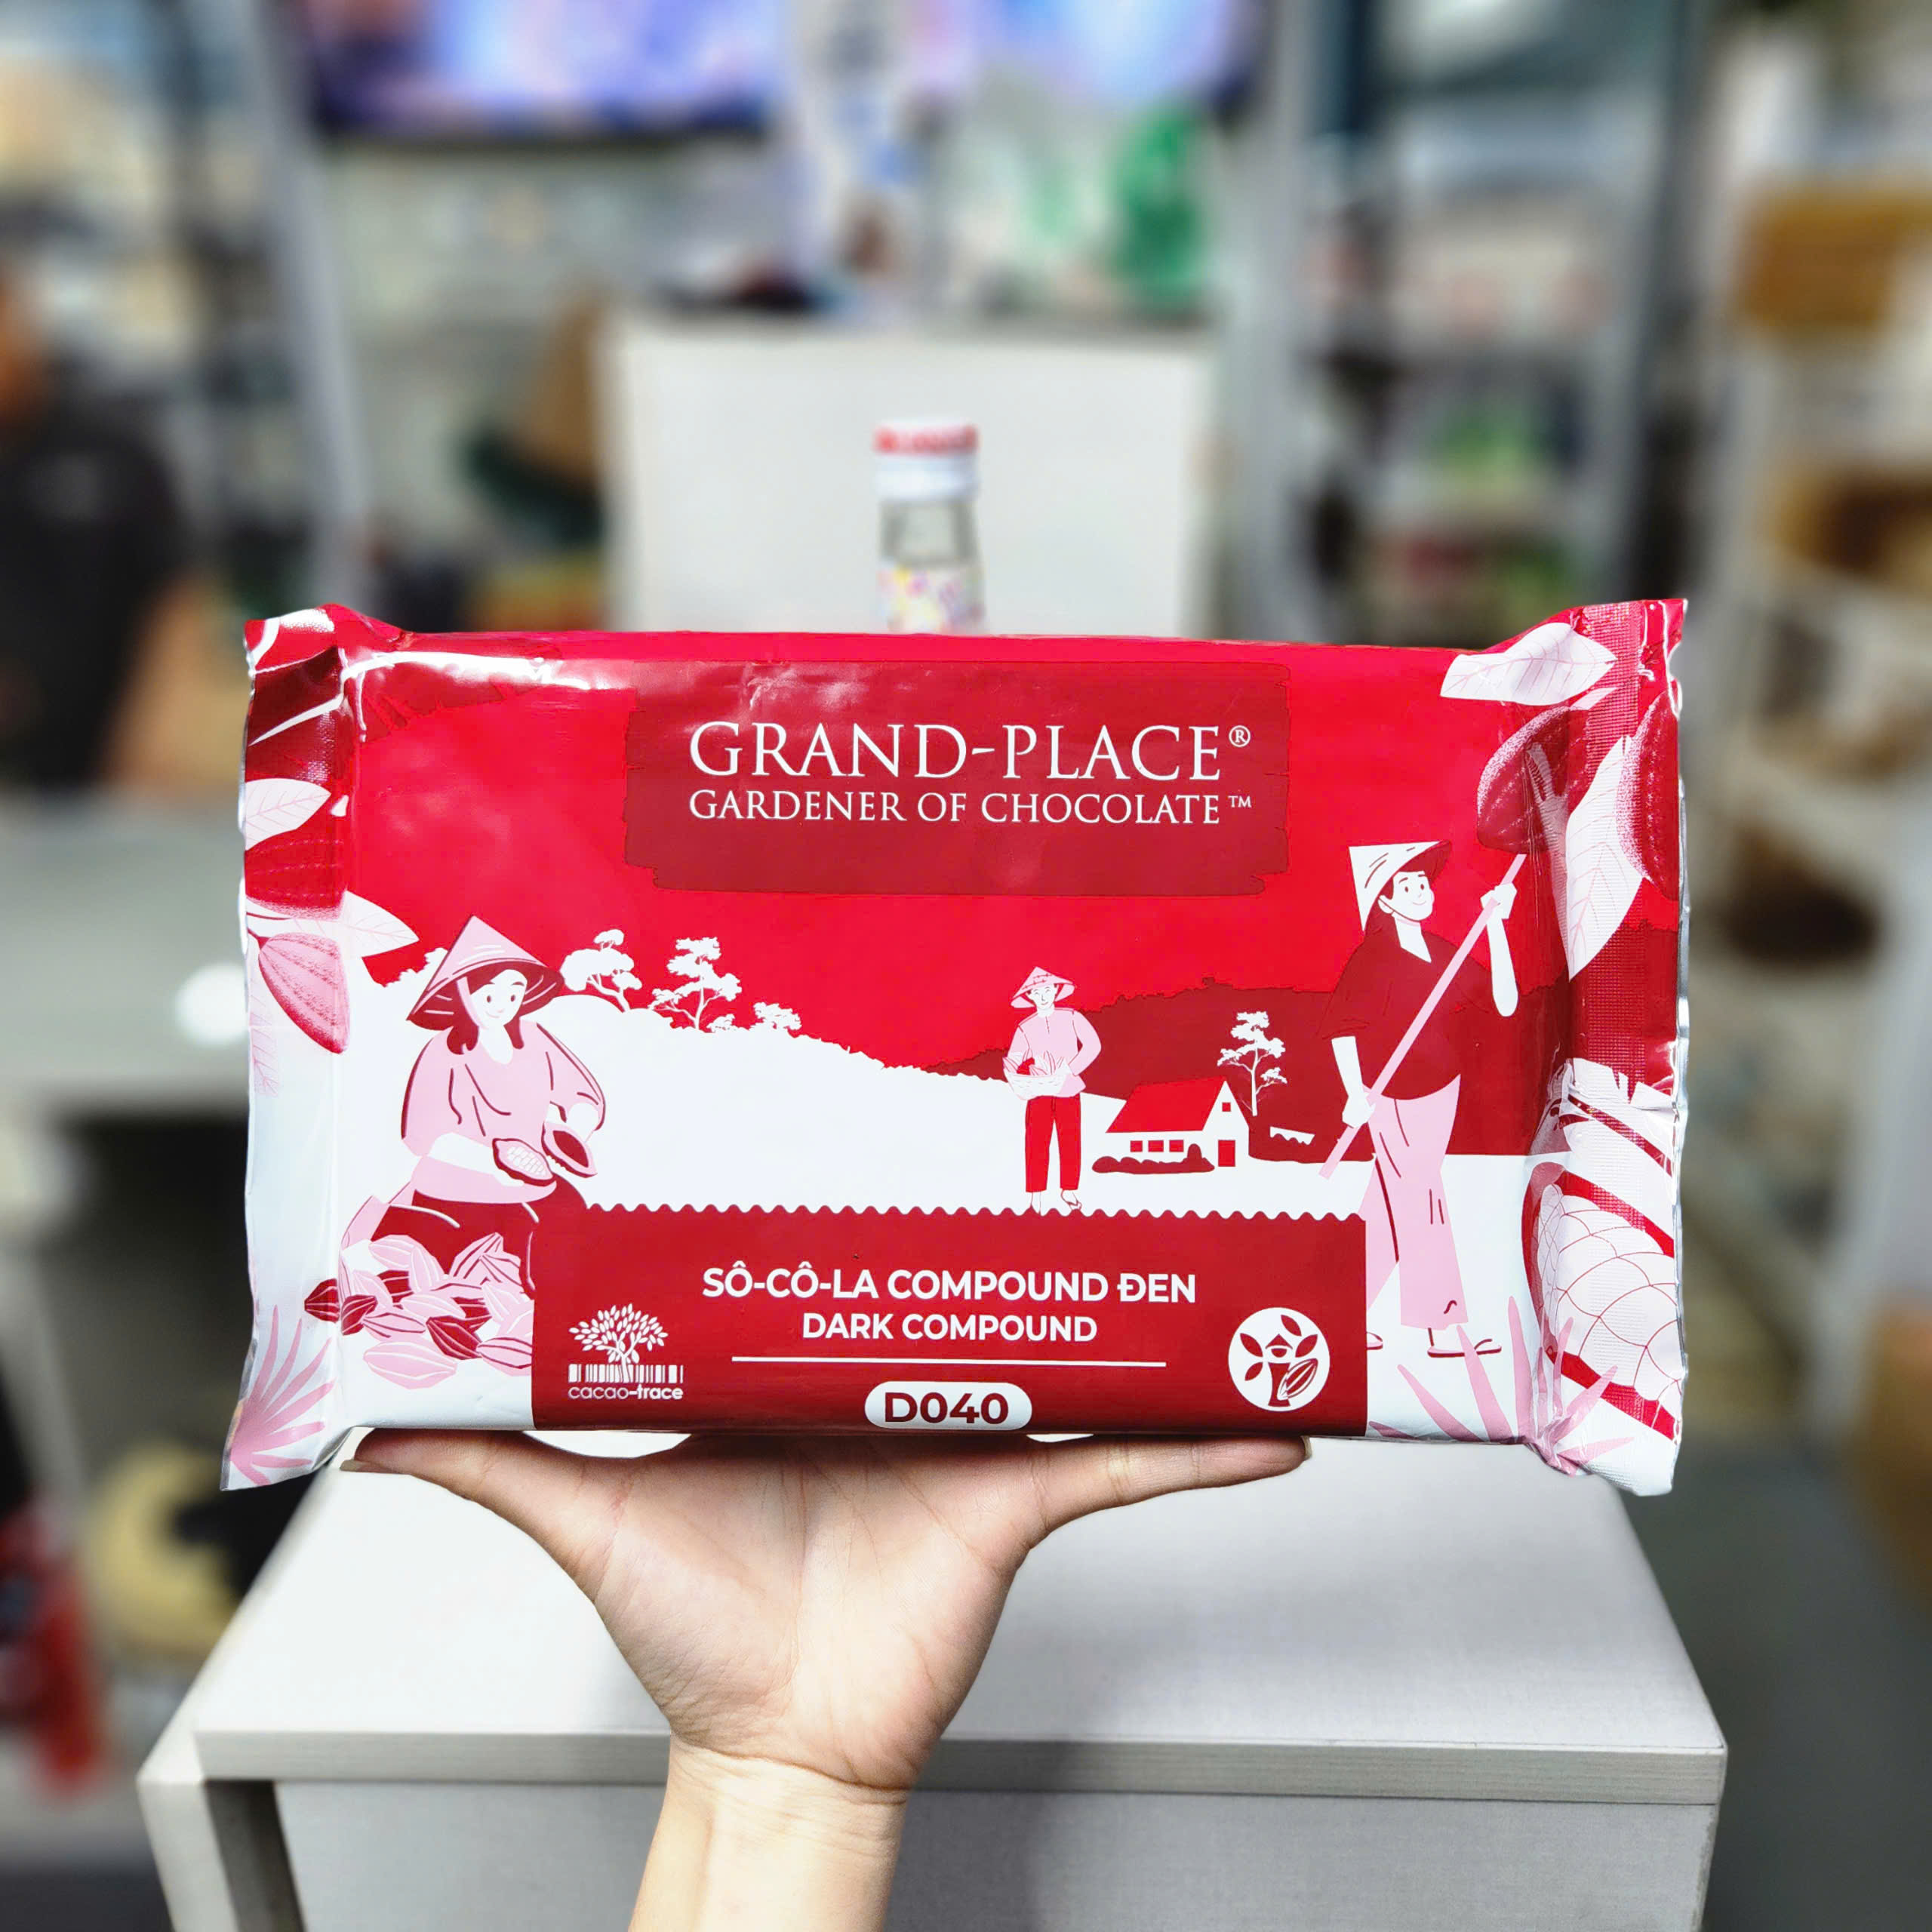 GRAND-PLACE®
GARDENER OF CHOCOLATE™
SÔ-CÔ-LA COMPOUND ĐEN
DARK COMPOUND
cacao-trace
D040